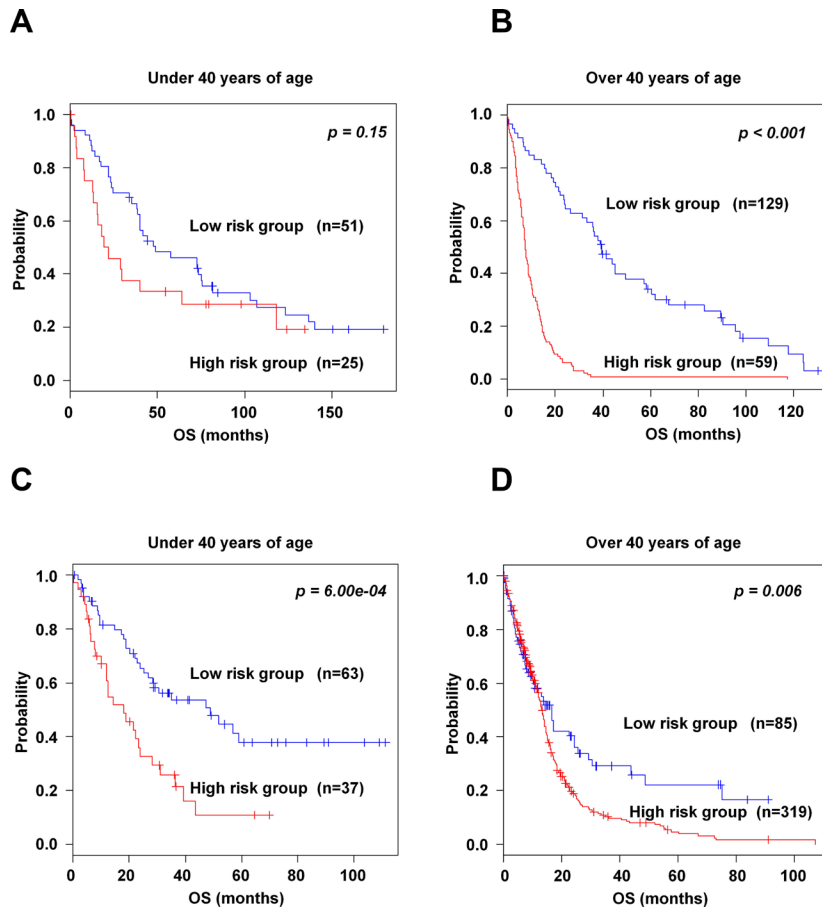 A
Under 40 years of age
p = 0.15
1.0
0.8
0.6
0.4
0.2
0.0
Probability
Low risk group (n=51)
High risk group (n=25)
0 50 100 150
OS (months)
B
Over 40 years of age
p < 0.001
1.0
0.8
0.6
0.4
0.2
0.0
Probability
Low risk group (n=129)
High risk group (n=59)
0 20 40 60 80 100 120
OS (months)
C
Under 40 years of age
p = 6.00e-04
1.0
0.8
0.6
0.4
0.2
0.0
Probability
Low risk group (n=63)
High risk group (n=37)
0 20 40 60 80 100
OS (months)
D
Over 40 years of age
p = 0.006
1.0
0.8
0.6
0.4
0.2
0.0
Probability
Low risk group (n=85)
High risk group (n=319)
0 20 40 60 80 100
OS (months)